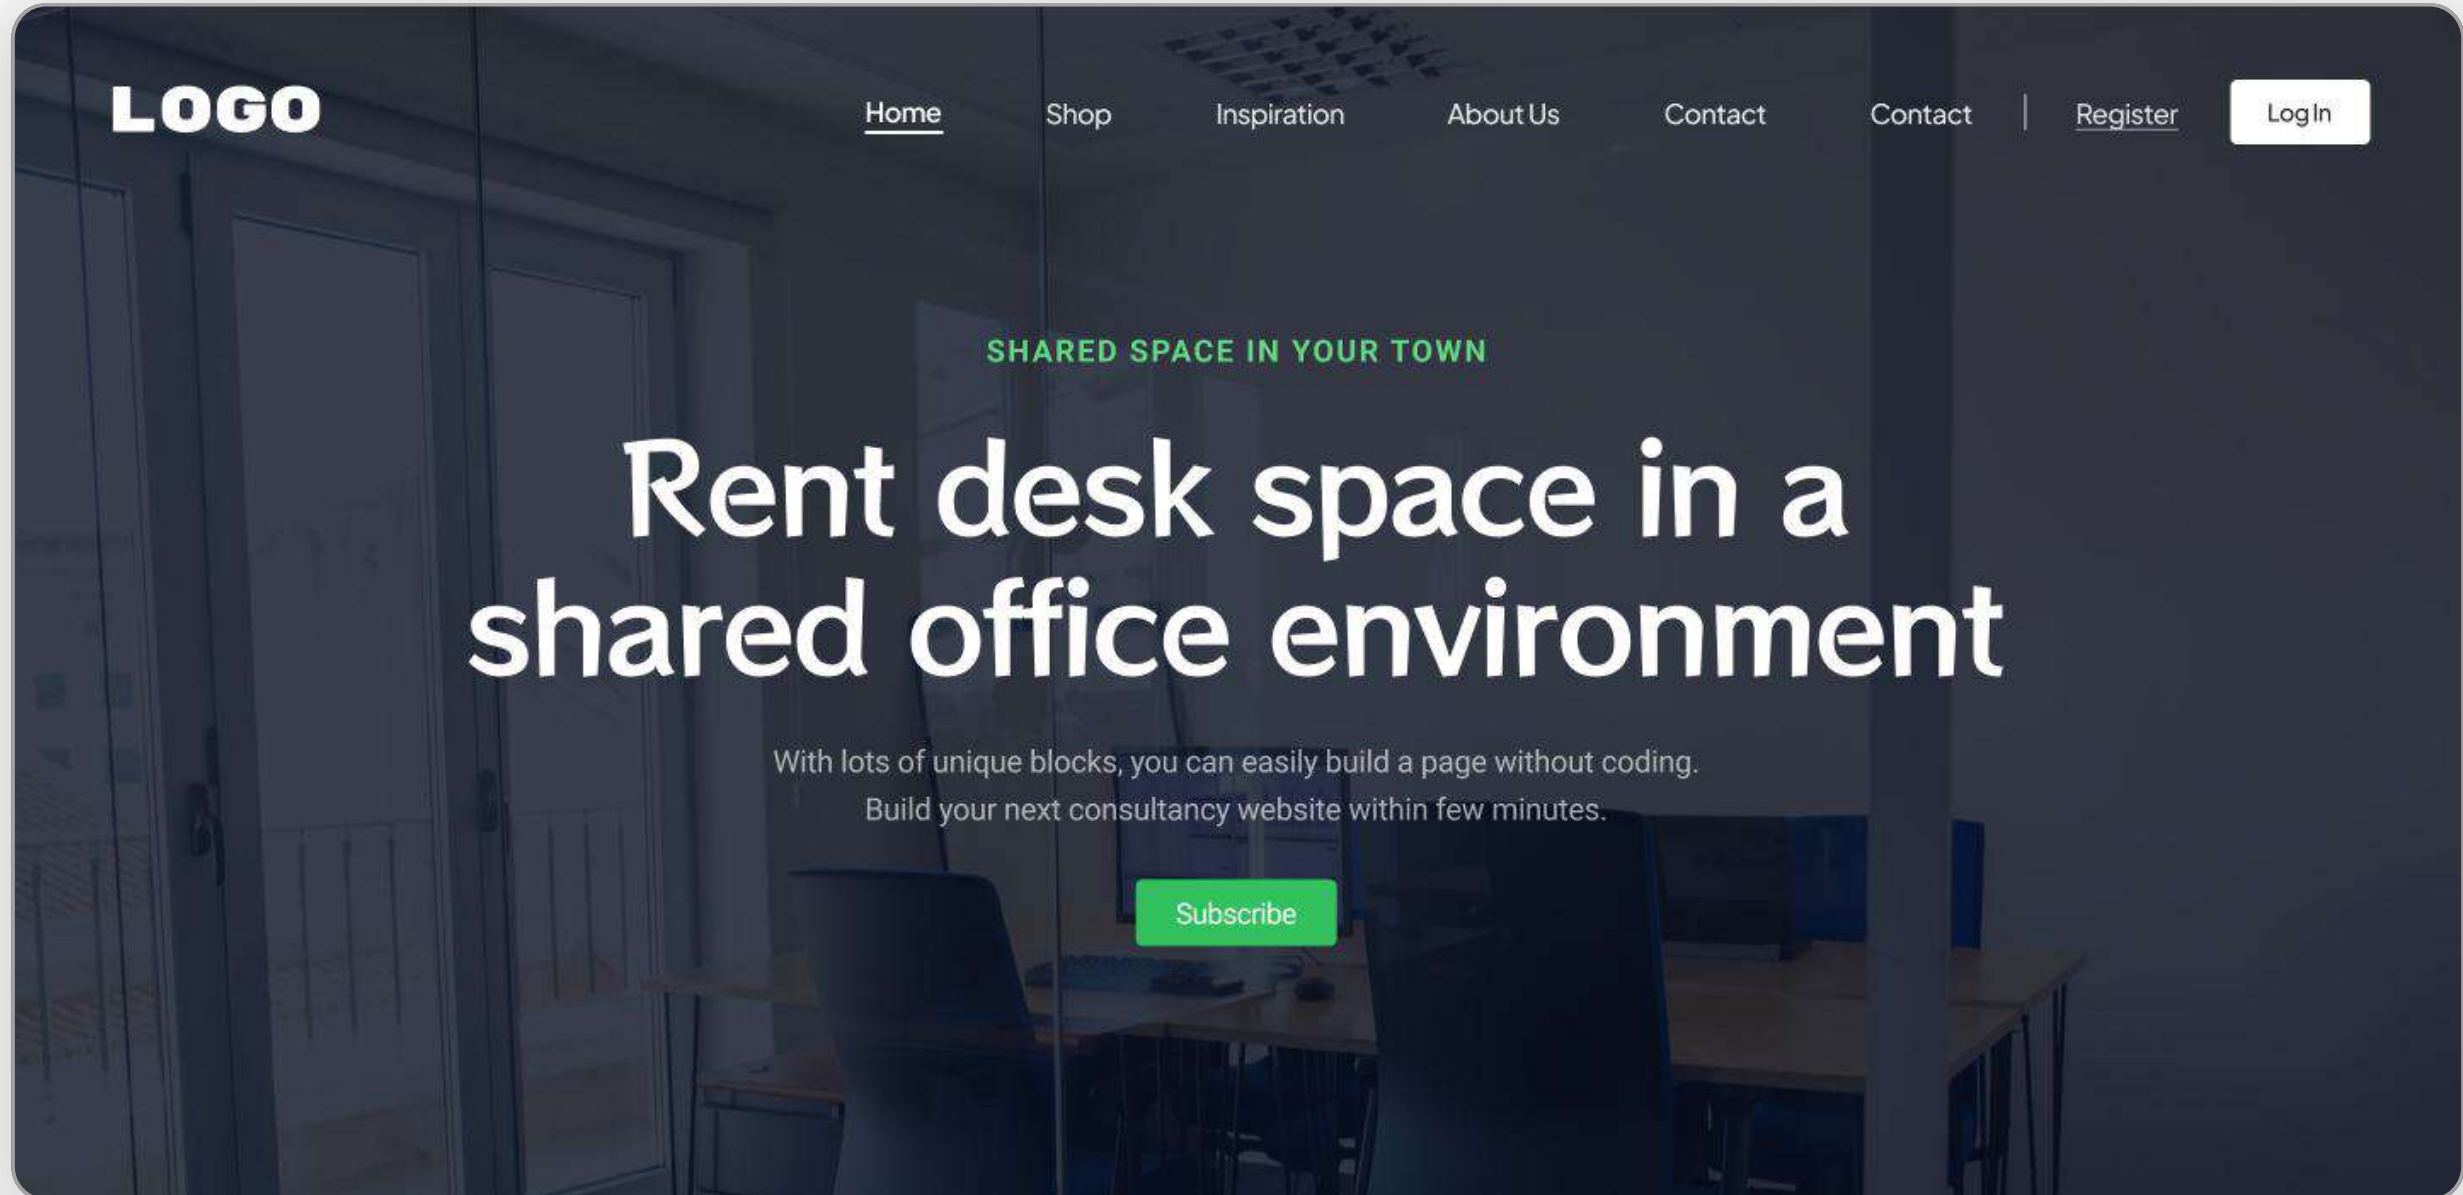 LOGO
Home Shop Inspiration About Us Contact Contact | Register Log In
SHARED SPACE IN YOUR TOWN
Rent desk space in a
shared office environment
With lots of unique blocks, you can easily build a page without coding.
Build your next consultancy website within few minutes.
Subscribe